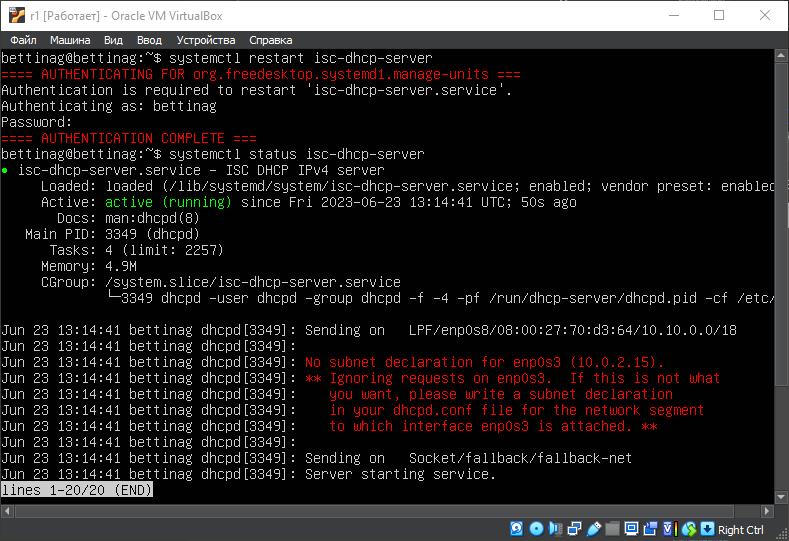 r1 [Работает] - Oracle VM VirtualBox
Файл Машина Вид Ввод Устройства Справка
bettinag@bettinag:~$ systemctl restart isc-dhcp-server
==== AUTHENTICATING FOR org.freedesktop.systemd1.manage-units ===
Authentication is required to restart 'isc-dhcp-server.service'.
Authenticating as: bettinag
Password:
==== AUTHENTICATION COMPLETE ===
bettinag@bettinag:~$ systemctl status isc-dhcp-server
● isc-dhcp-server.service - ISC DHCP IPv4 server
Loaded: loaded (/lib/systemd/system/isc-dhcp-server.service; enabled; vendor preset: enabled
Active: active (running) since Fri 2023-06-23 13:14:41 UTC; 50s ago
Docs: man:dhcpd(8)
Main PID: 3349 (dhcpd)
Tasks: 4 (limit: 2257)
Memory: 4.9M
CGroup: /system.slice/isc-dhcp-server.service
└─3349 dhcpd -user dhcpd -group dhcpd -f -4 -pf /run/dhcp-server/dhcpd.pid -cf /etc/
Jun 23 13:14:41 bettinag dhcpd[3349]: Sending on   LPF/enp0s8/08:00:27:70:d3:64/10.10.0.0/18
Jun 23 13:14:41 bettinag dhcpd[3349]:
Jun 23 13:14:41 bettinag dhcpd[3349]: No subnet declaration for enp0s3 (10.0.2.15).
Jun 23 13:14:41 bettinag dhcpd[3349]: ** Ignoring requests on enp0s3.  If this is not what
Jun 23 13:14:41 bettinag dhcpd[3349]:    you want, please write a subnet declaration
Jun 23 13:14:41 bettinag dhcpd[3349]:    in your dhcpd.conf file for the network segment
Jun 23 13:14:41 bettinag dhcpd[3349]:    to which interface enp0s3 is attached. **
Jun 23 13:14:41 bettinag dhcpd[3349]:
Jun 23 13:14:41 bettinag dhcpd[3349]: Sending on   Socket/fallback/fallback-net
Jun 23 13:14:41 bettinag dhcpd[3349]: Server starting service.
lines 1-20/20 (END)
Right Ctrl